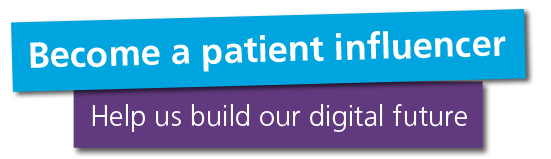 Become a patient influencer
Help us build our digital future